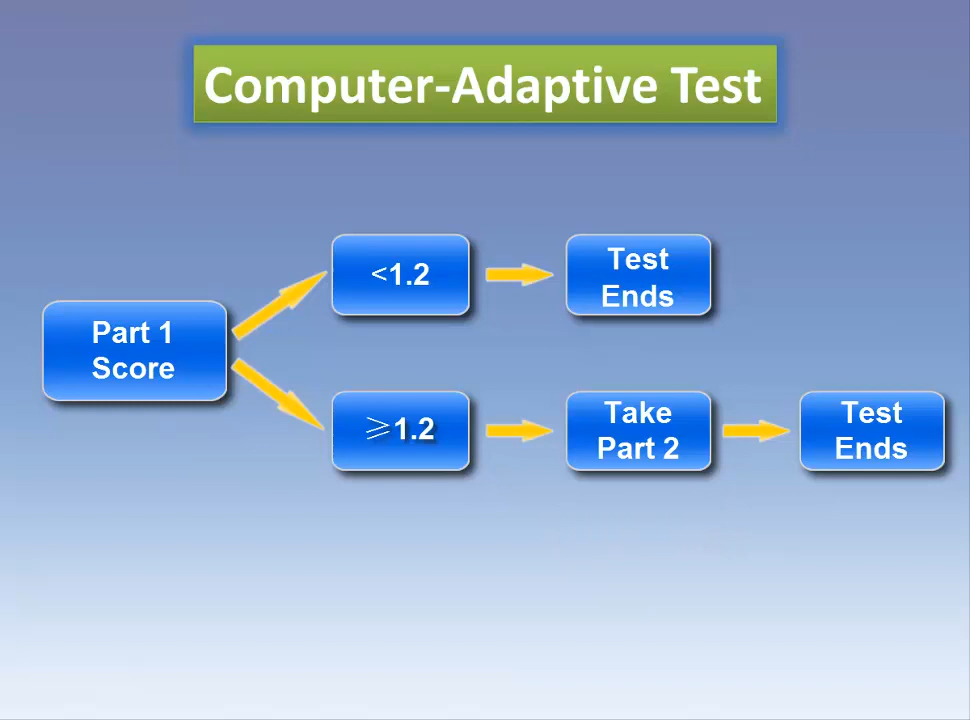 Computer-Adaptive Test
Part 1
Score
<1.2
Test
Ends
≥1.2
Take
Part 2
Test
Ends